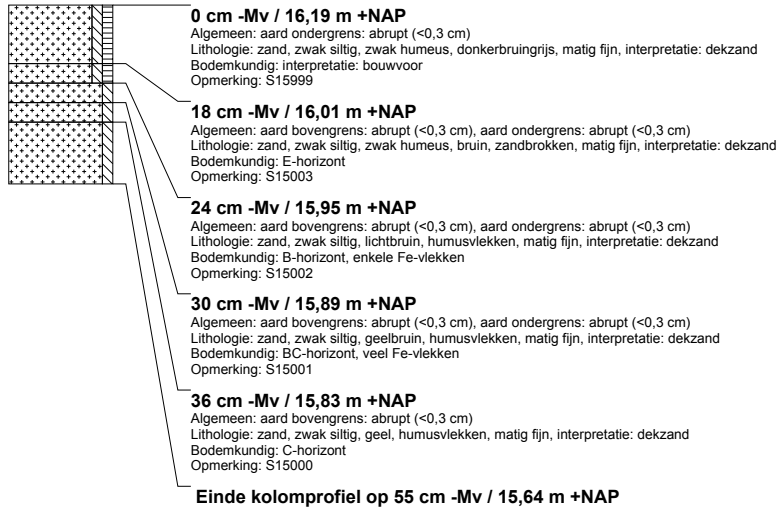 0 cm -Mv / 16,19 m +NAP
Algemeen: aard ondergrens: abrupt (<0,3 cm)
Lithologie: zand, zwak siltig, zwak humeus, donkerbruingrijs, matig fijn, interpretatie: dekzand
Bodemkundig: interpretatie: bouwvoor
Opmerking: S15999
18 cm -Mv / 16,01 m +NAP
Algemeen: aard bovengrens: abrupt (<0,3 cm), aard ondergrens: abrupt (<0,3 cm)
Lithologie: zand, zwak siltig, zwak humeus, bruin, zandbrokken, matig fijn, interpretatie: dekzand
Bodemkundig: E-horizont
Opmerking: S15003
24 cm -Mv / 15,95 m +NAP
Algemeen: aard bovengrens: abrupt (<0,3 cm), aard ondergrens: abrupt (<0,3 cm)
Lithologie: zand, zwak siltig, lichtbruin, humusvlekken, matig fijn, interpretatie: dekzand
Bodemkundig: B-horizont, enkele Fe-vlekken
Opmerking: S15002
30 cm -Mv / 15,89 m +NAP
Algemeen: aard bovengrens: abrupt (<0,3 cm), aard ondergrens: abrupt (<0,3 cm)
Lithologie: zand, zwak siltig, geelbruin, humusvlekken, matig fijn, interpretatie: dekzand
Bodemkundig: BC-horizont, veel Fe-vlekken
Opmerking: S15001
36 cm -Mv / 15,83 m +NAP
Algemeen: aard bovengrens: abrupt (<0,3 cm)
Lithologie: zand, zwak siltig, geel, humusvlekken, matig fijn, interpretatie: dekzand
Bodemkundig: C-horizont
Opmerking: S15000
Einde kolomprofiel op 55 cm -Mv / 15,64 m +NAP